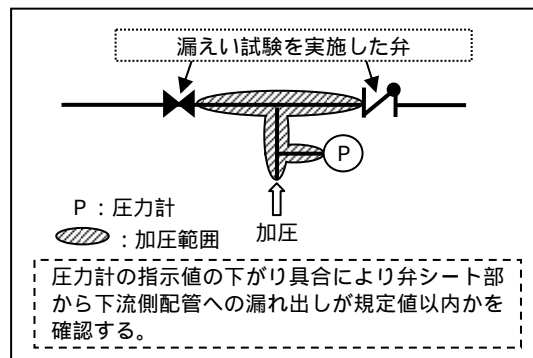 漏えい試験を実施した弁
P
P：圧力計
：加圧範囲
加圧
圧力計の指示値の下がり具合により弁シート部
から下流側配管への漏れ出しが規定値以内かを
確認する。